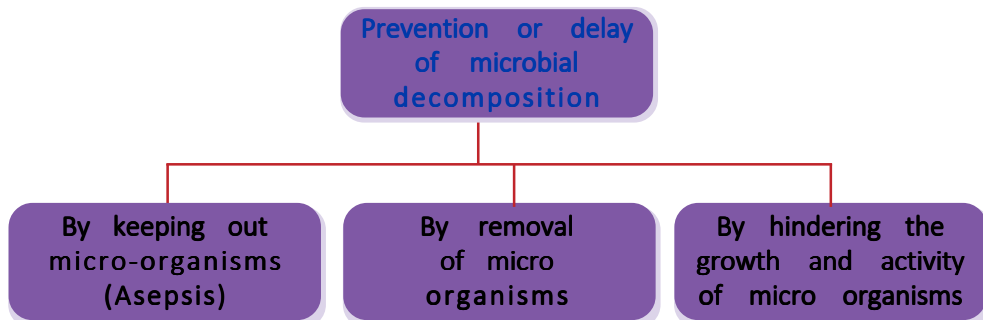 Prevention or delay
of microbial
decomposition
By keeping out
micro-organisms
(Asepsis)
By removal
of micro
organisms
By hindering the
growth and activity
of micro organisms